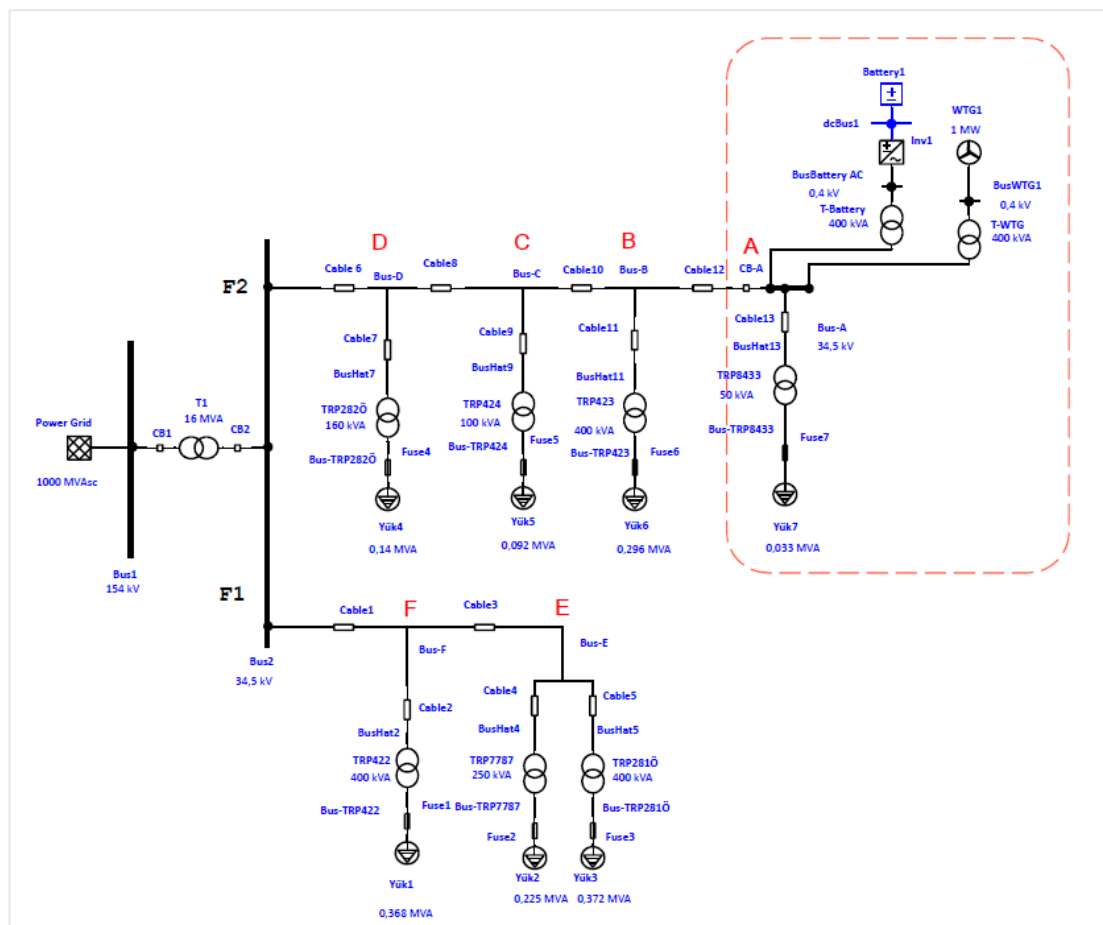 Battery1
WTG1
1 MW
dcBus1
Inv1
BusBattery AC
0,4 kV
BusWTG1
0,4 kV
T-Battery
400 kVA
T-WTG
400 kVA
D
C
B
A
Cable 6
Bus-D
Cable8
Bus-C
Cable10
Bus-B
Cable12
CB-A
F2
Cable7
BusHat7
TRP282Ö
160 kVA
Bus-TRP282Ö
Fuse4
Yük4
0,14 MVA
Cable9
BusHat9
TRP424
100 kVA
Bus-TRP424
Fuse5
Yük5
0,092 MVA
Cable11
BusHat11
TRP423
400 kVA
Bus-TRP423
Fuse6
Yük6
0,296 MVA
Cable13
Bus-A
34,5 kV
BusHat13
TRP8433
50 kVA
Bus-TRP8433
Fuse7
Yük7
0,033 MVA
Power Grid
1000 MVAsc
CB1
T1
16 MVA
CB2
Bus1
154 kV
F1
Bus2
34,5 kV
Cable1
F
Cable3
E
Bus-F
Bus-E
Cable2
BusHat2
TRP422
400 kVA
Bus-TRP422
Fuse1
Yük1
0,368 MVA
Cable4
BusHat4
TRP7787
250 kVA
Bus-TRP7787
Fuse2
Yük2
0,225 MVA
Cable5
BusHat5
TRP281Ö
400 kVA
Bus-TRP281Ö
Fuse3
Yük3
0,372 MVA